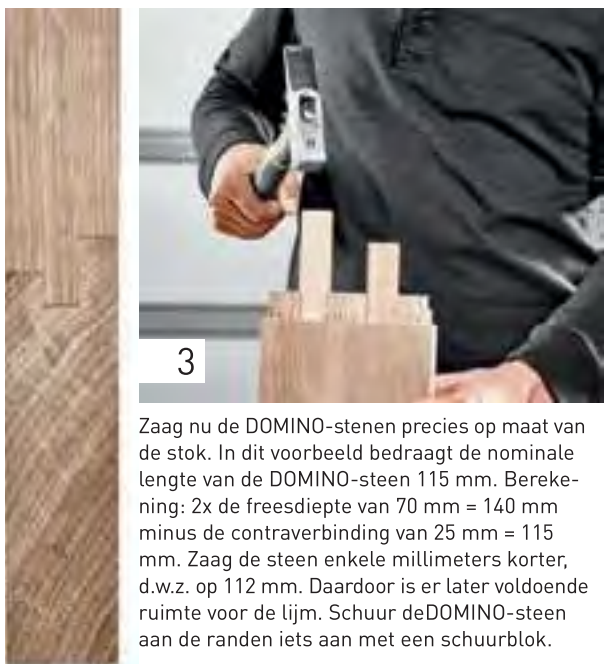 3
Zaag nu de DOMINO-stenen precies op maat van
de stok. In dit voorbeeld bedraagt de nominale
lengte van de DOMINO-steen 115 mm. Bereke-
ning: 2x de freesdiepte van 70 mm = 140 mm
minus de contraverbinding van 25 mm = 115
mm. Zaag de steen enkele millimeters korter,
d.w.z. op 112 mm. Daardoor is er later voldoende
ruimte voor de lijm. Schuur deDOMINO-steen
aan de randen iets aan met een schuurblok.